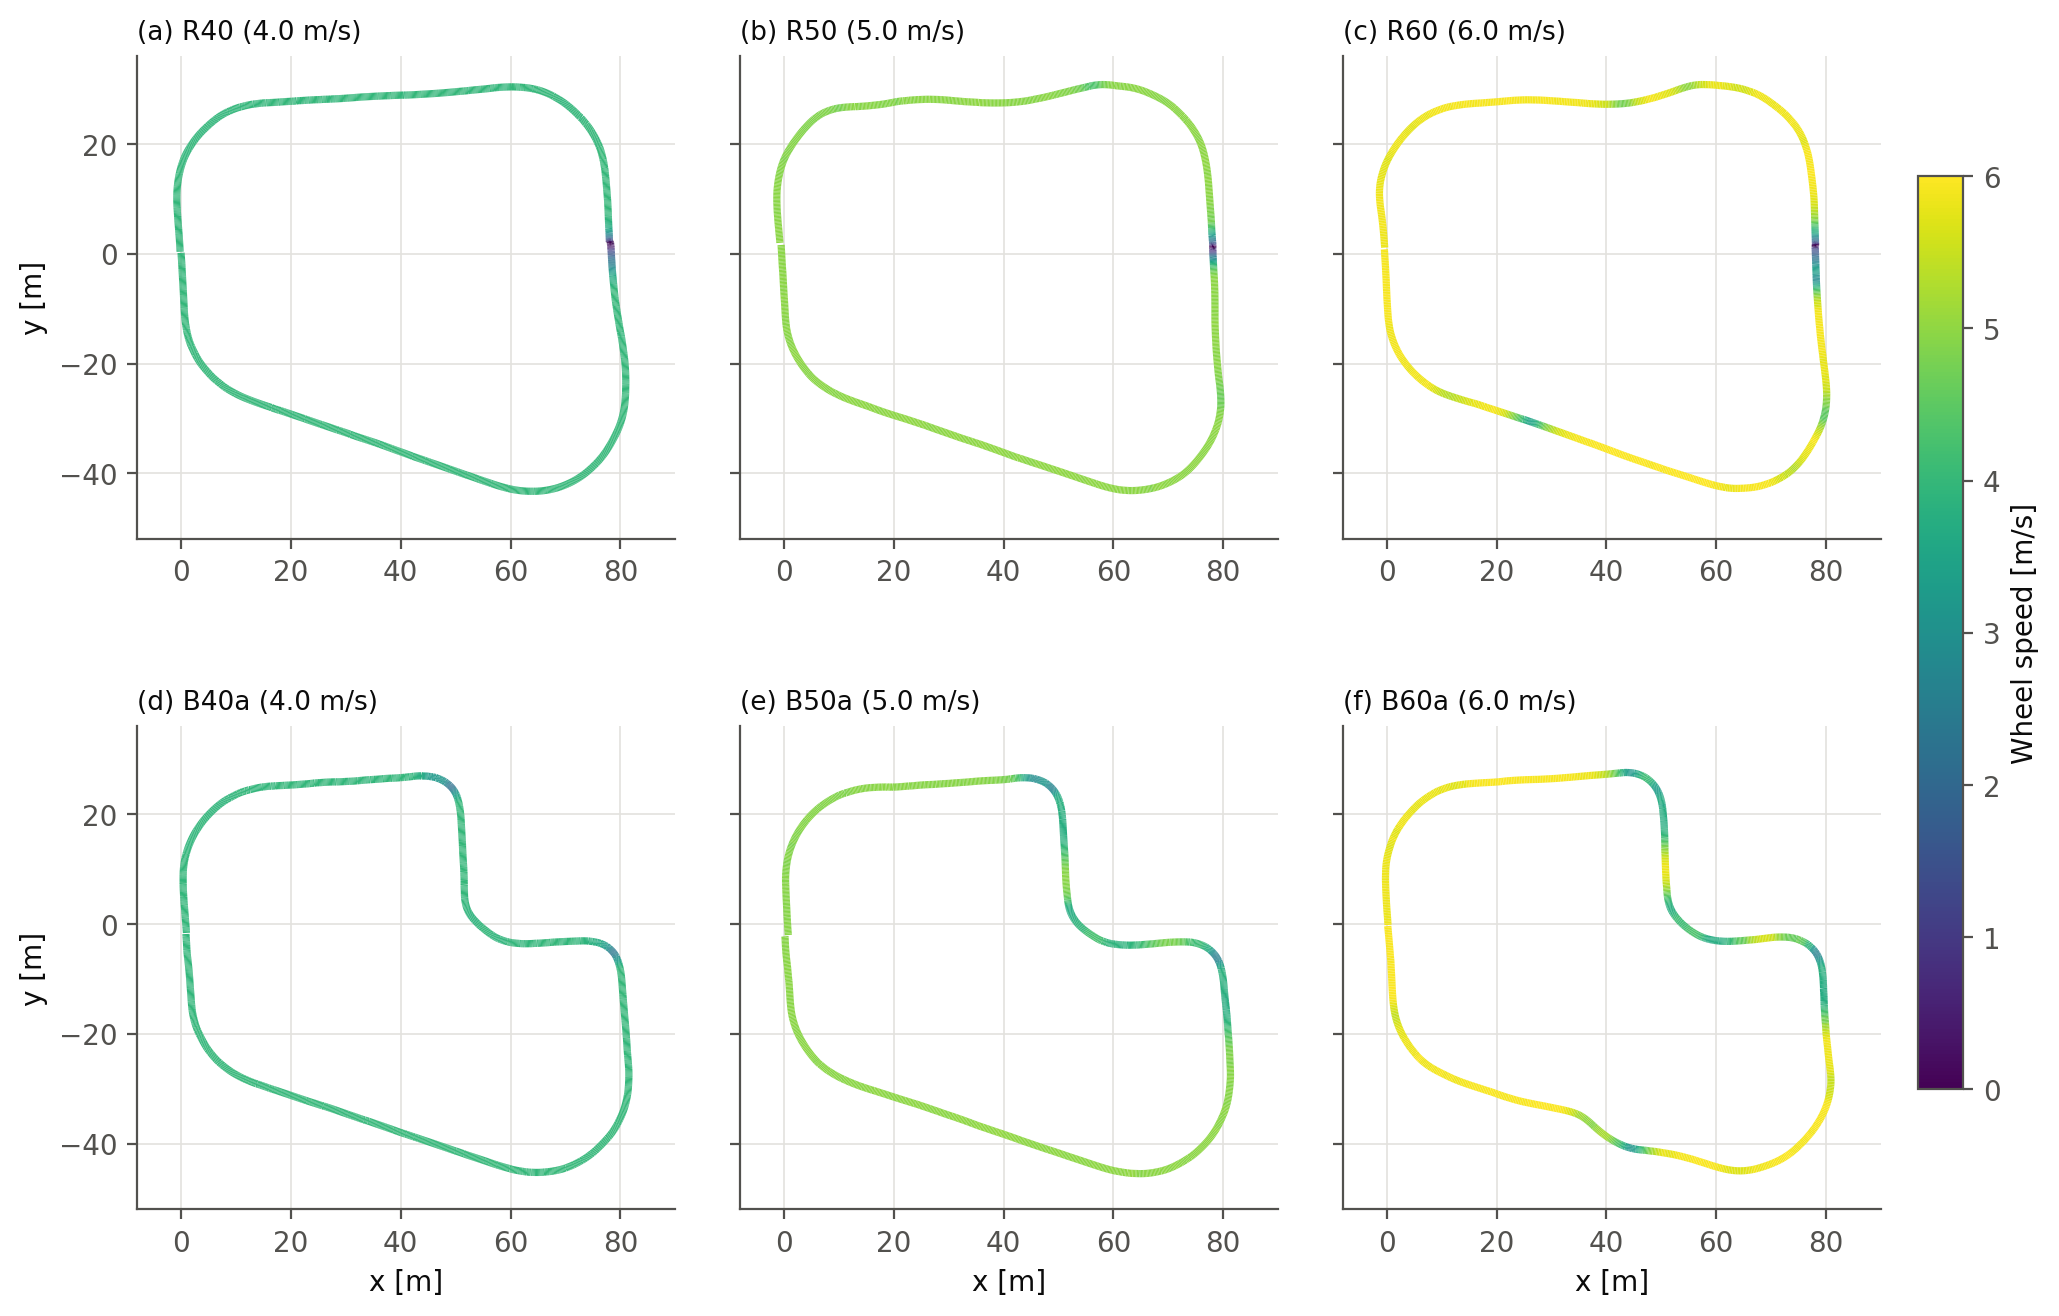 (a) R40 (4.0 m/s)
(b) R50 (5.0 m/s)
(c) R60 (6.0 m/s)
y [m]
20
0
−20
−40
0 20 40 60 80
0 20 40 60 80
0 20 40 60 80
(d) B40a (4.0 m/s)
(e) B50a (5.0 m/s)
(f) B60a (6.0 m/s)
y [m]
20
0
−20
−40
0 20 40 60 80
0 20 40 60 80
0 20 40 60 80
x [m]
x [m]
x [m]
6
5
4
3
2
1
0
Wheel speed [m/s]